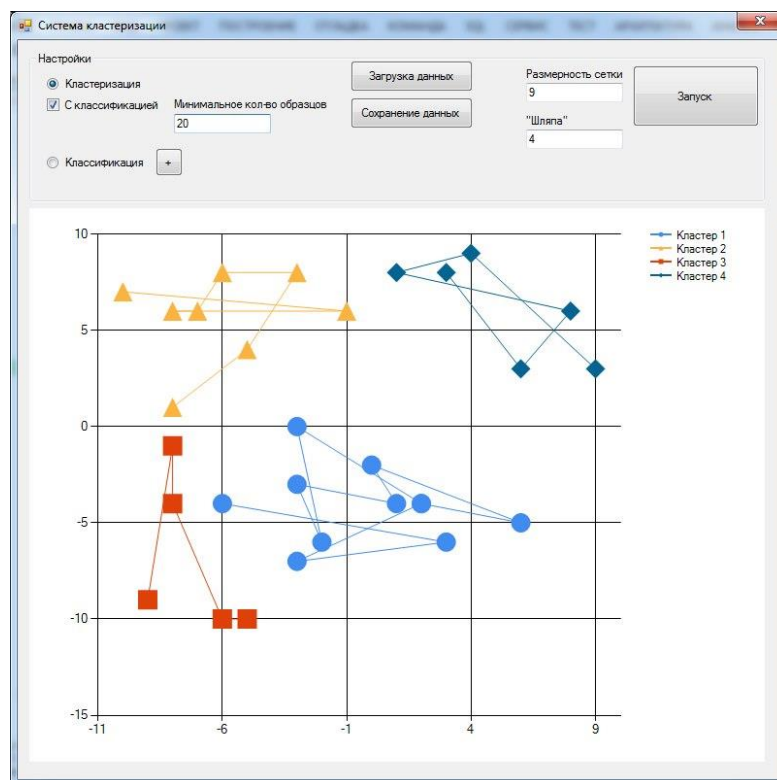 Система кластеризации
Настройки
Кластеризация
С классификацией
Минимальное кол-во образцов
20
Классификация
+
Загрузка данных
Сохранение данных
Размерность сетки
9
"Шляпа"
4
Запуск
10
5
0
-5
-10
-15
-11
-6
-1
4
9
Кластер 1
Кластер 2
Кластер 3
Кластер 4